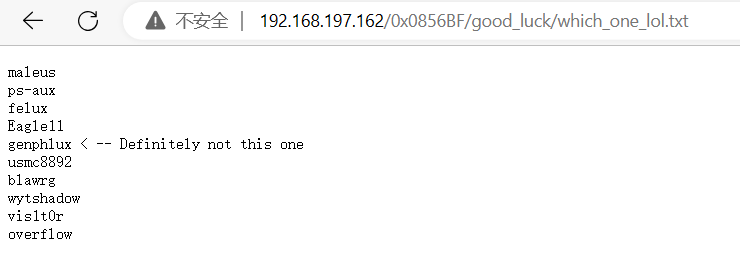 不安全 | 192.168.197.162/0x0856BF/good_luck/which_one_lol.txt
maleus
ps-aux
felux
Eagle11
genphlux < -- Definitely not this one
usmc8892
blawrg
wytshadow
vis1t0r
overflow